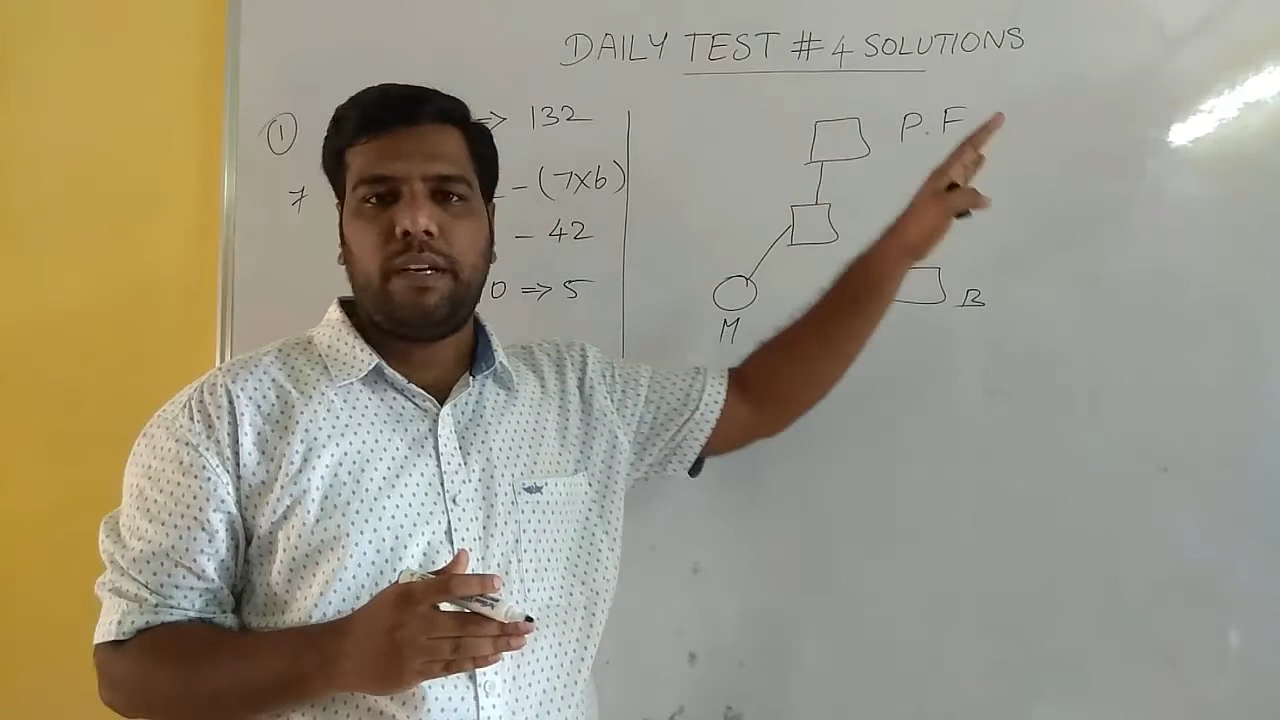 DAILY TEST # 4 SOLUTIONS
① => 132
7 - (7x6)
- 42
0 => 5
P.F
M
B